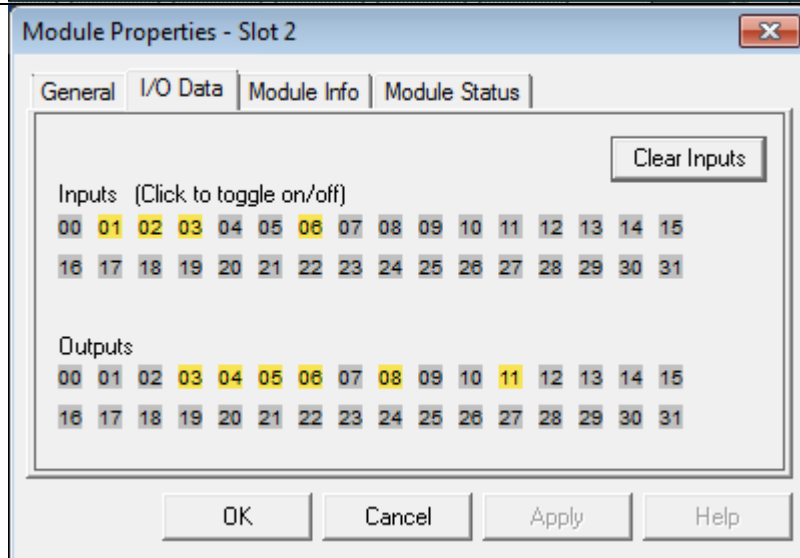 Module Properties - Slot 2
General I/O Data Module Info Module Status
Clear Inputs
Inputs (Click to toggle on/off)
00 01 02 03 04 05 06 07 08 09 10 11 12 13 14 15
16 17 18 19 20 21 22 23 24 25 26 27 28 29 30 31
Outputs
00 01 02 03 04 05 06 07 08 09 10 11 12 13 14 15
16 17 18 19 20 21 22 23 24 25 26 27 28 29 30 31
OK Cancel Apply Help